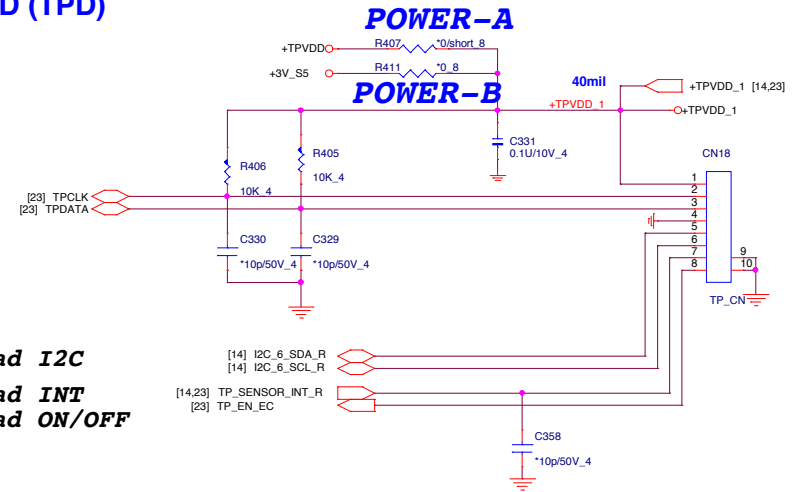 D (TPD)
POWER-A
+TPVDD
R407
*0/short_8
+3V_S5
R411
*0_8
POWER-B
40mil
+TPVDD_1 [14,23]
+TPVDD_1
+TPVDD_1
C331
0.1U/10V_4
CN18
R406
10K_4
R405
10K_4
[23] TPCLK
[23] TPDATA
1
2
3
4
5
6
7
8
9
10
TP_CN
C330
*10p/50V_4
C329
*10p/50V_4
ad I2C
[14] I2C_6_SDA_R
[14] I2C_6_SCL_R
ad INT
[14,23] TP_SENSOR_INT_R
ad ON/OFF
[23] TP_EN_EC
C358
*10p/50V_4